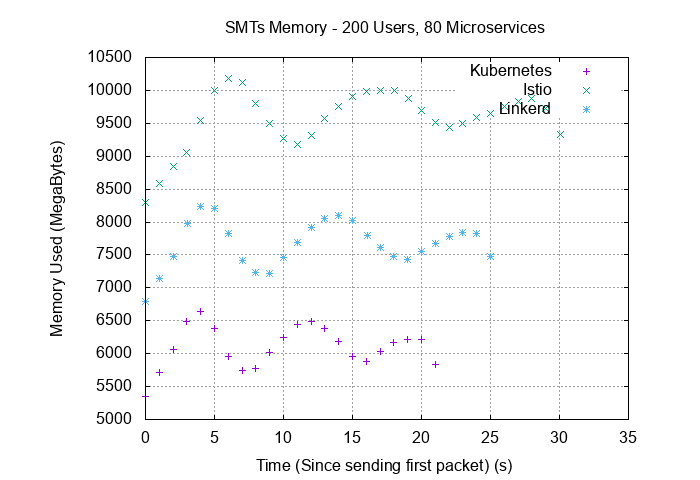 SMTs Memory - 200 Users, 80 Microservices
10500
10000
9500
9000
8500
8000
7500
7000
6500
6000
5500
5000
Memory Used (MegaBytes)
Kubernetes
Istio
Linkerd
0 5 10 15 20 25 30 35
Time (Since sending first packet) (s)